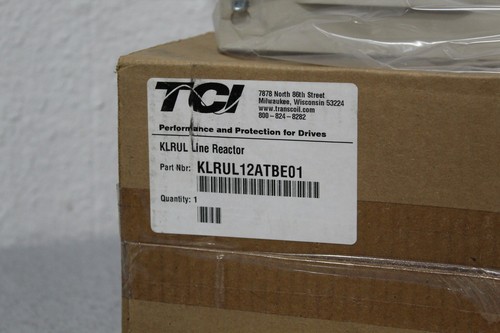 TCI
7878 North 86th Street
Milwaukee, Wisconsin 53224
www.transcoil.com
800-824-8282
Performance and Protection for Drives
KLRUL Line Reactor
Part Nbr: KLRUL12ATBE01
Quantity: 1